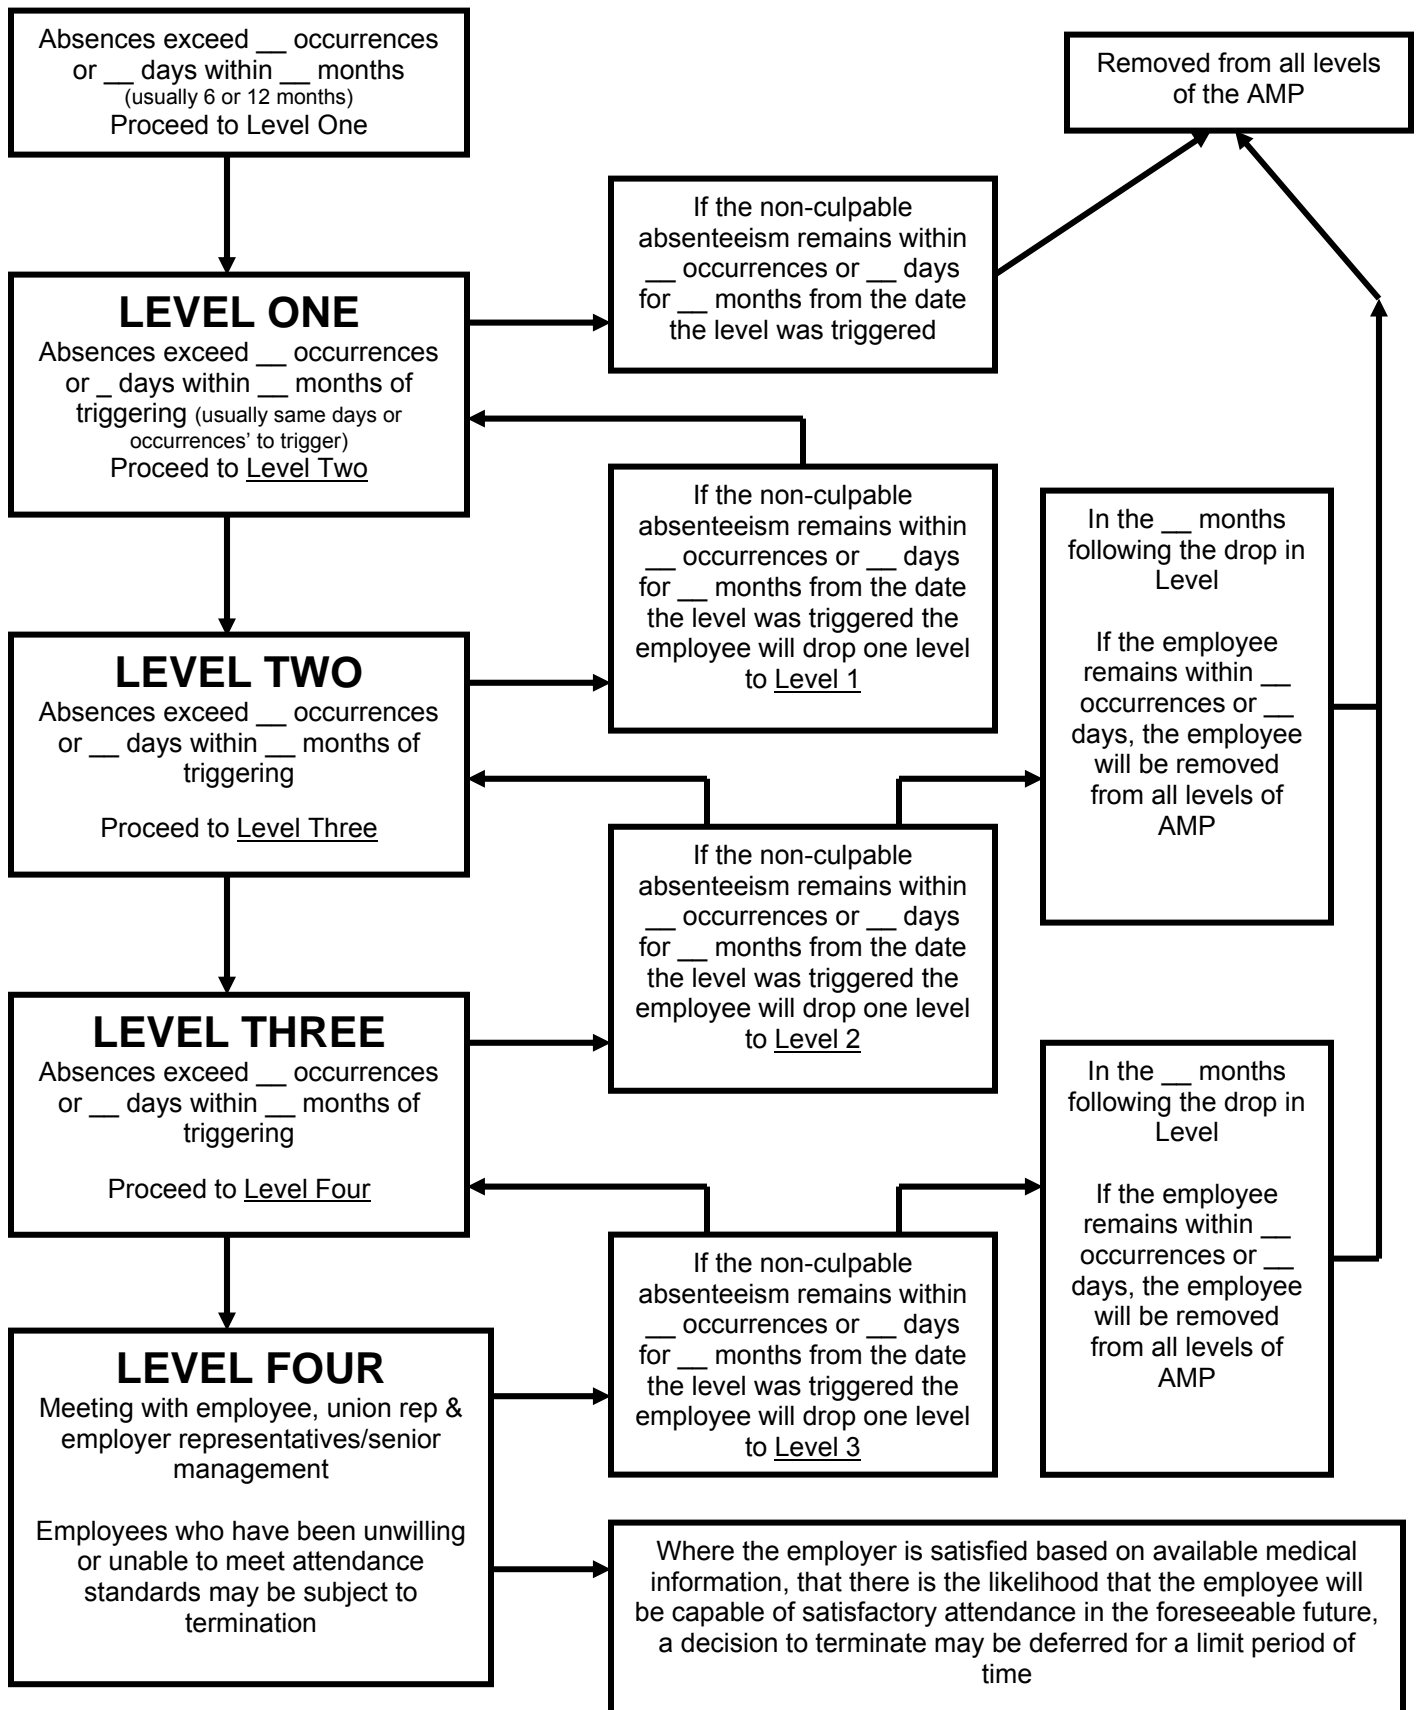 Absences exceed __ occurrences
or __ days within __ months
(usually 6 or 12 months)
Proceed to Level One
Removed from all levels
of the AMP
If the non-culpable
absenteeism remains within
__ occurrences or __ days
for __ months from the date
the level was triggered
LEVEL ONE
Absences exceed __ occurrences
or _ days within __ months of
triggering (usually same days or
occurrences’ to trigger)
Proceed to Level Two
If the non-culpable
absenteeism remains within
__ occurrences or __ days
for __ months from the date
the level was triggered the
employee will drop one level
to Level 1
In the __ months
following the drop in
Level
If the employee
remains within __
occurrences or __
days, the employee
will be removed
from all levels of
AMP
LEVEL TWO
Absences exceed __ occurrences
or __ days within __ months of
triggering
Proceed to Level Three
If the non-culpable
absenteeism remains within
__ occurrences or __ days
for __ months from the date
the level was triggered the
employee will drop one level
to Level 2
LEVEL THREE
Absences exceed __ occurrences
or __ days within __ months of
triggering
Proceed to Level Four
In the __ months
following the drop in
Level
If the employee
remains within __
occurrences or __
days, the employee
will be removed
from all levels of
AMP
If the non-culpable
absenteeism remains within
__ occurrences or __ days
for __ months from the date
the level was triggered the
employee will drop one level
to Level 3
LEVEL FOUR
Meeting with employee, union rep &
employer representatives/senior
management
Employees who have been unwilling
or unable to meet attendance
standards may be subject to
termination
Where the employer is satisfied based on available medical
information, that there is the likelihood that the employee will
be capable of satisfactory attendance in the foreseeable future,
a decision to terminate may be deferred for a limit period of
time